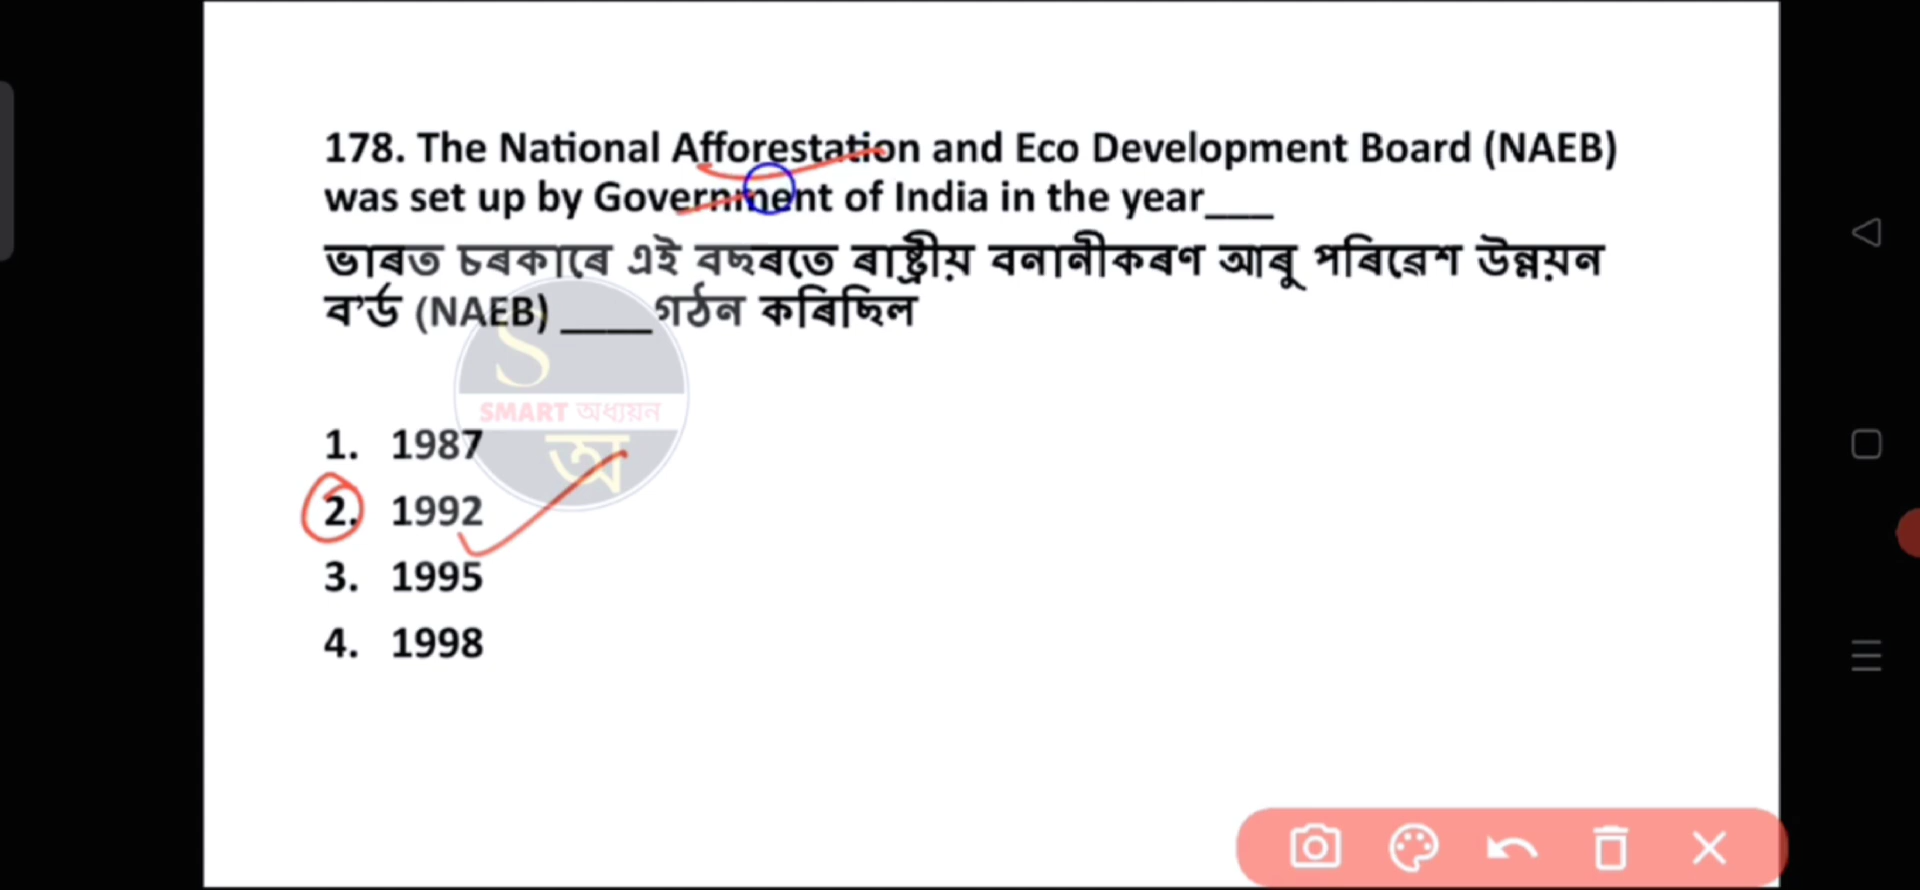 178. The National Afforestation and Eco Development Board (NAEB)
was set up by Government of India in the year___
ভাৰত চৰকাৰে এই বছৰতে ৰাষ্ট্ৰীয় বনানীকৰণ আৰু পৰিৱেশ উন্নয়ন
ব’ৰ্ড (NAEB) ____গঠন কৰিছিল
S
SMART অধ্যয়ন
অ
1. 1987
2. 1992
3. 1995
4. 1998